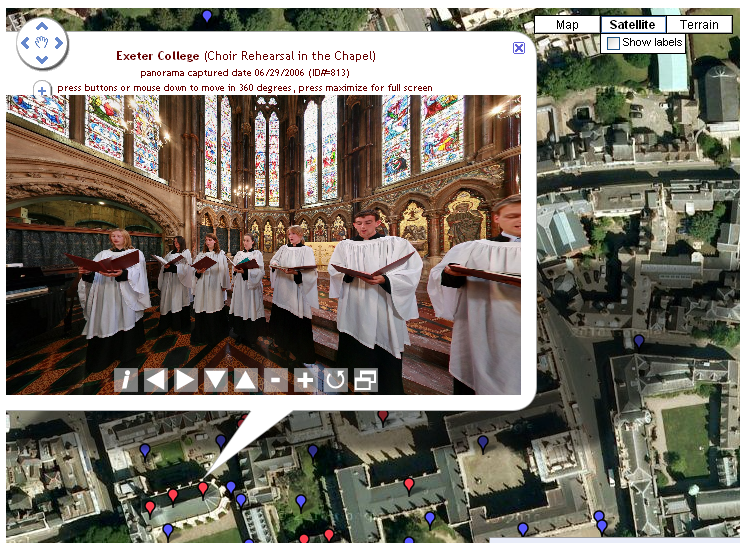 Map Satellite Terrain
Show labels
Exeter College (Choir Rehearsal in the Chapel)
panorama captured date 06/29/2006 (ID/#=813)
press buttons or mouse down to move in 360 degrees, press maximize for full screen
i